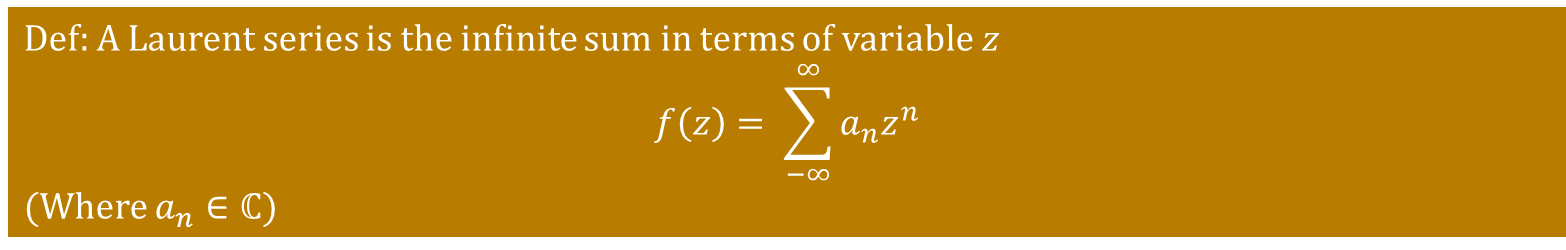 Def: A Laurent series is the infinite sum in terms of variable z
f(z) = ∑_{-∞}^{∞} aₙzⁿ
(Where aₙ ∈ ℂ)